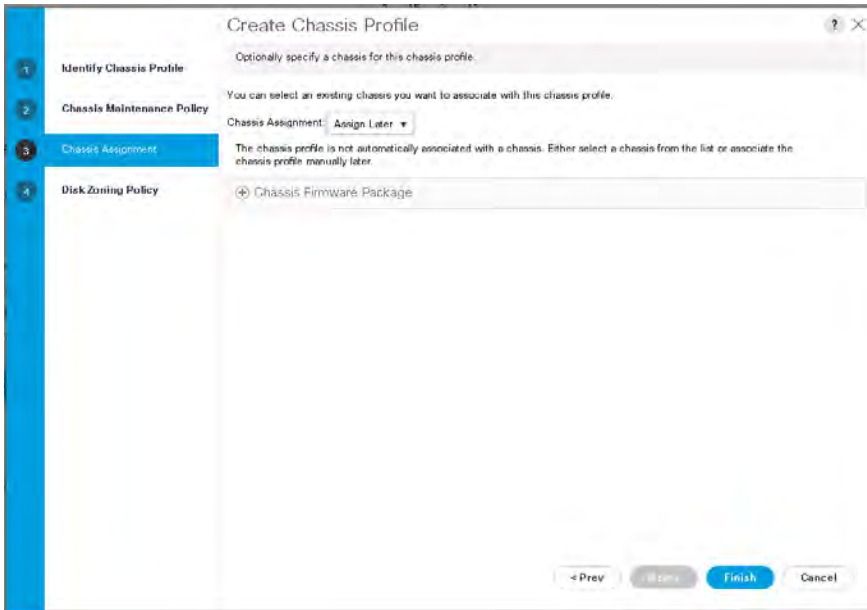 Create Chassis Profile
? ×
Optionally specify a chassis for this chassis profile.
1 Identify Chassis Profile
2 Chassis Maintenance Policy
3 Chassis Assignment
4 Disk Zoning Policy
You can select an existing chassis you want to associate with this chassis profile.
Chassis Assignment: Assign Later ▼
The chassis profile is not automatically associated with a chassis. Either select a chassis from the list or associate the
chassis profile manually later.
⊕ Chassis Firmware Package
< Prev
Finish
Cancel